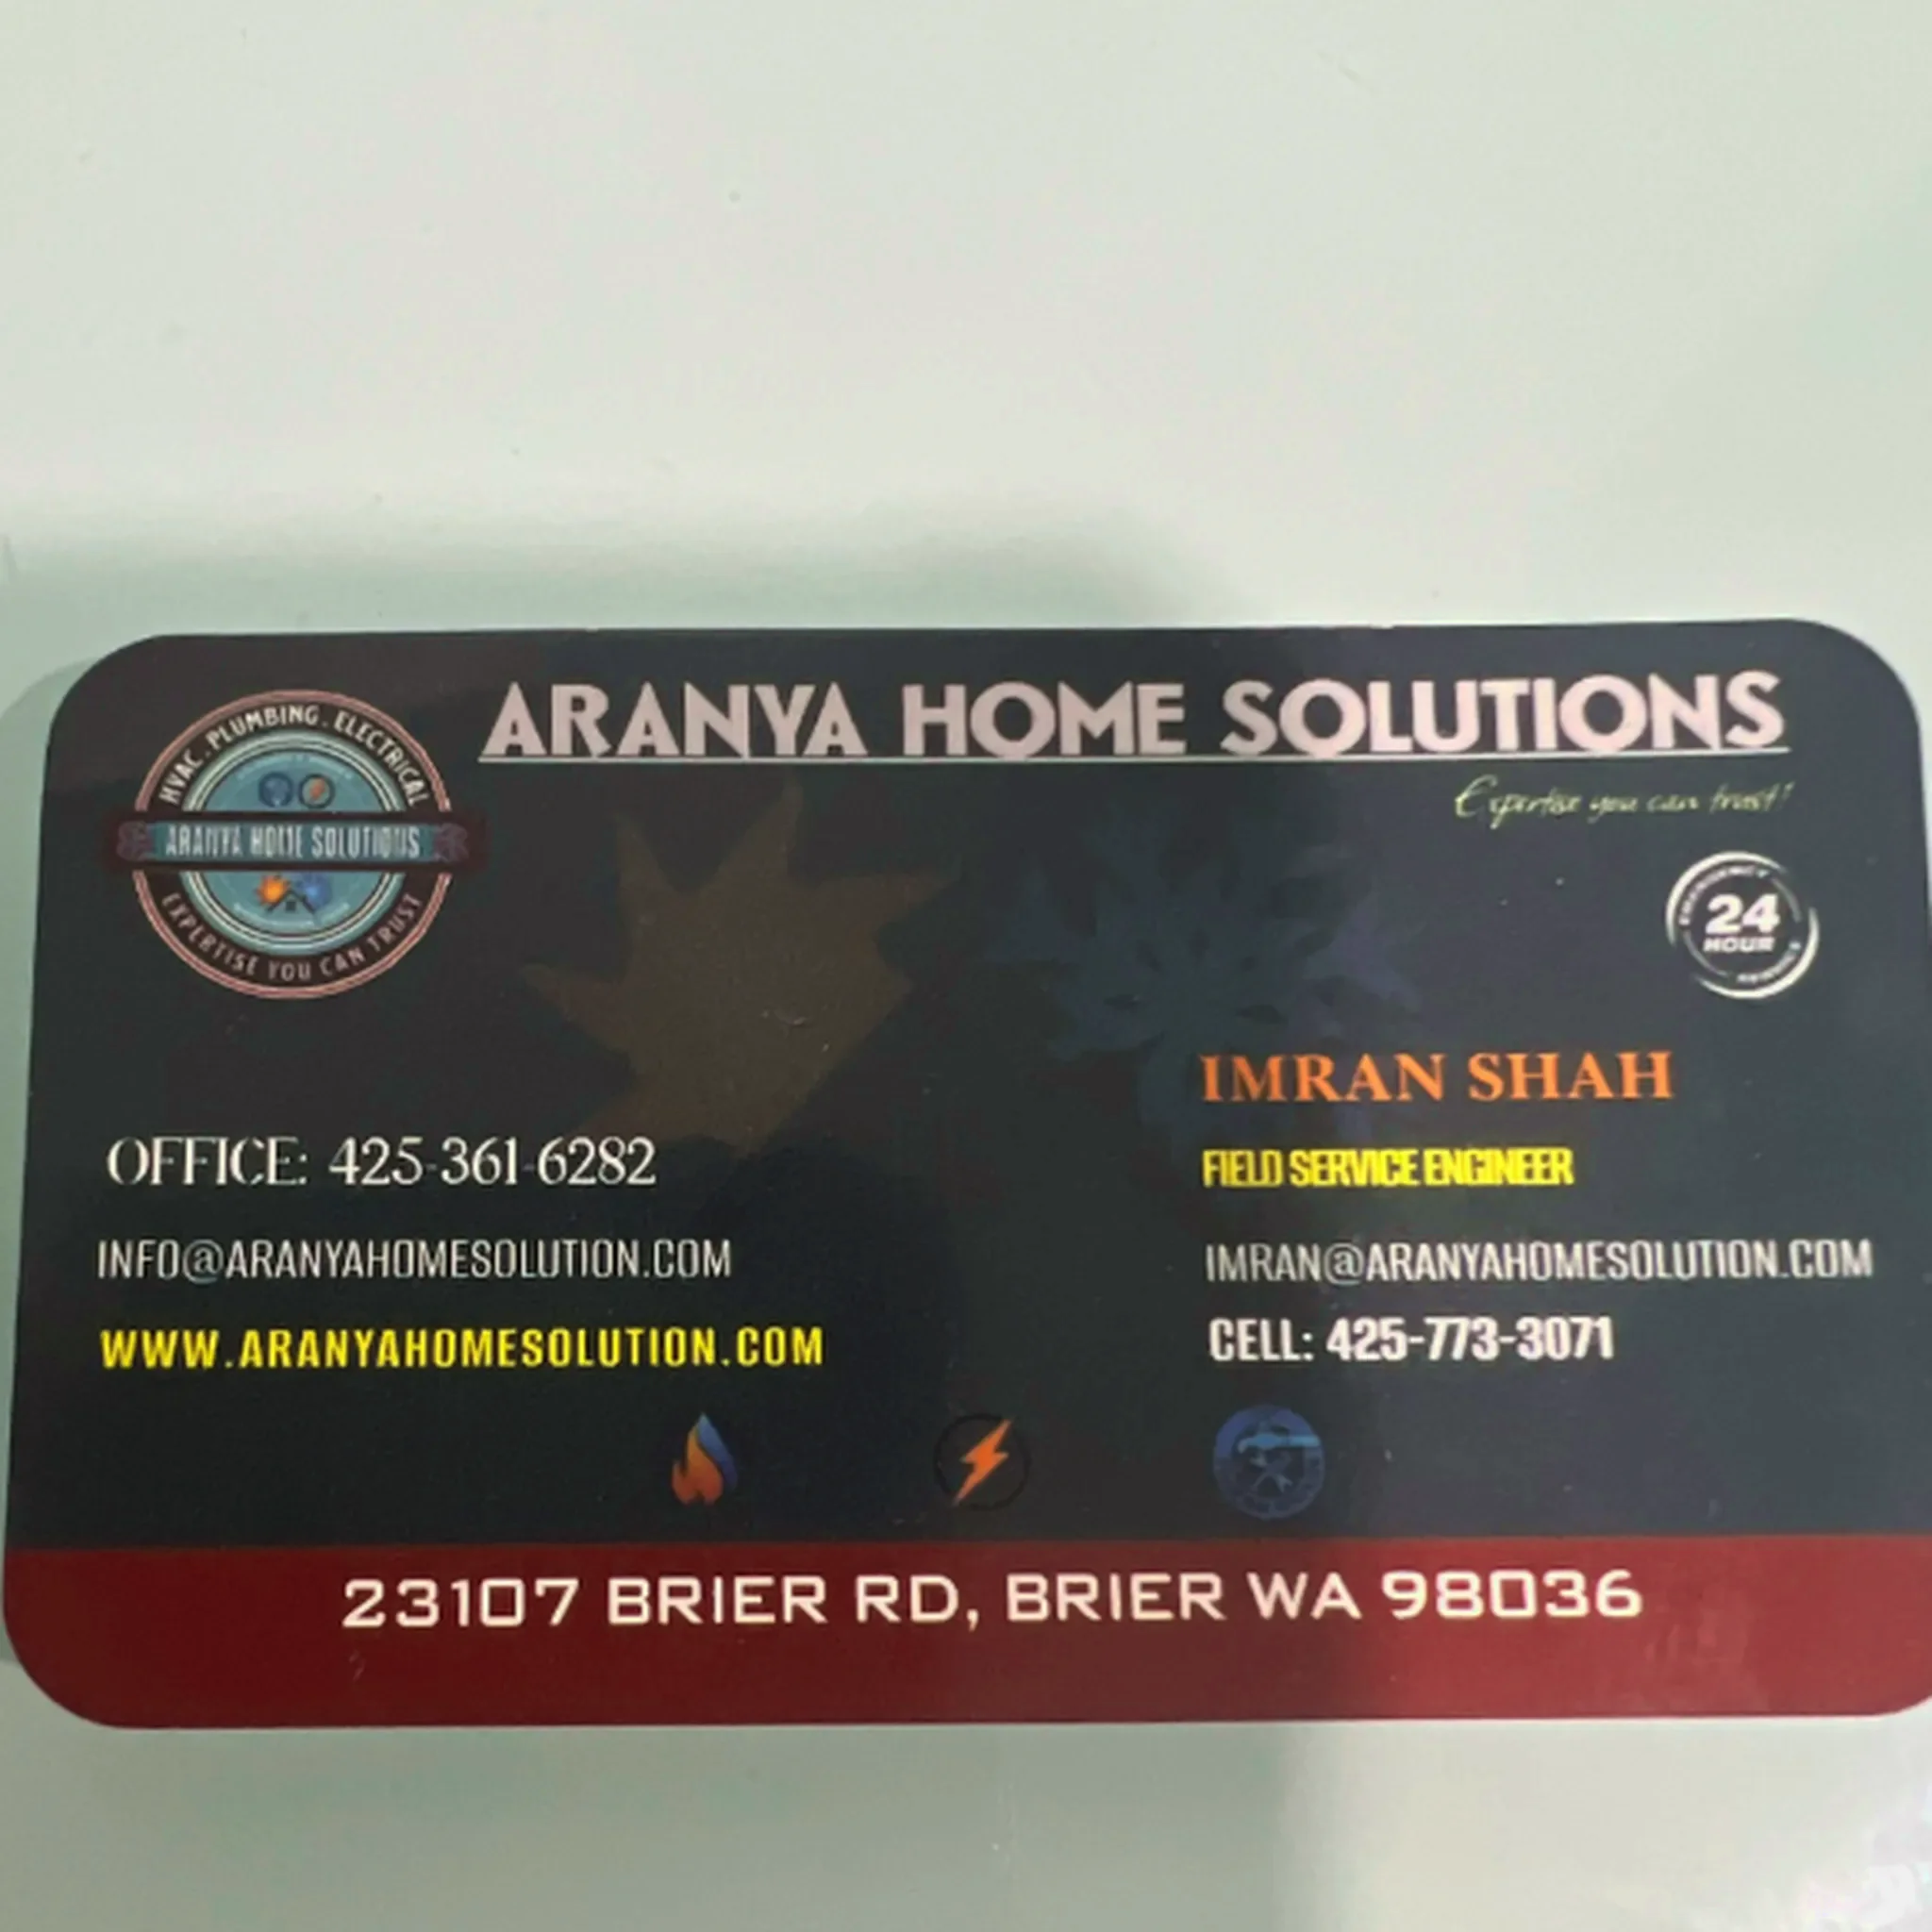 ARANYA HOME SOLUTIONS
Expertise you can trust!
HVAC. PLUMBING. ELECTRICAL
ARANYA HOME SOLUTIONS
EXPERTISE YOU CAN TRUST
EMERGENCY
24
HOUR
SERVICE
IMRAN SHAH
FIELD SERVICE ENGINEER
IMRAN@ARANYAHOMESOLUTION.COM
CELL: 425-773-3071
OFFICE: 425-361-6282
INFO@ARANYAHOMESOLUTION.COM
WWW.ARANYAHOMESOLUTION.COM
23107 BRIER RD, BRIER WA 98036